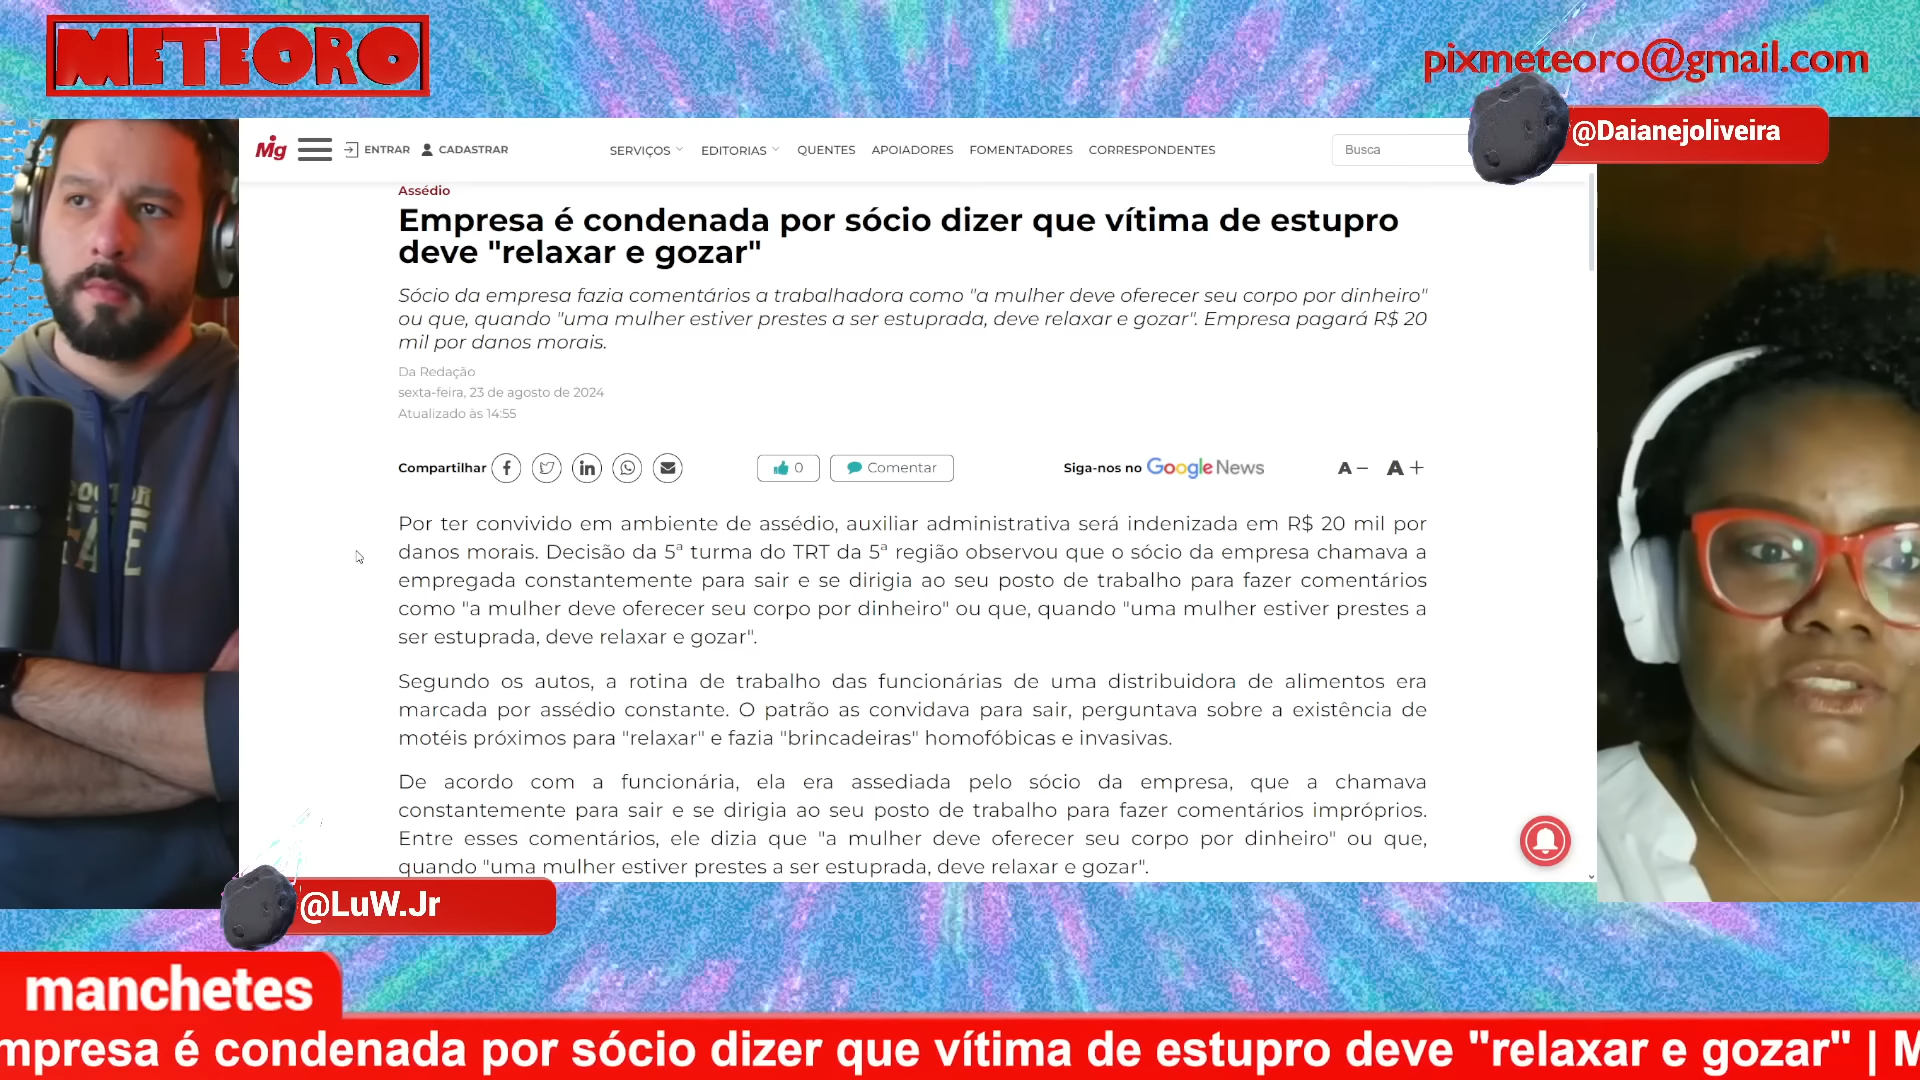 METEORO
pixmeteoro@gmail.com
@Daianejoliveira
Mig
ENTRAR
CADASTRAR
SERVIÇOS
EDITORIAS
QUENTES
APOIADORES
FOMENTADORES
CORRESPONDENTES
Busca
Assédio
Empresa é condenada por sócio dizer que vítima de estupro
deve "relaxar e gozar"
Sócio da empresa fazia comentários a trabalhadora como "a mulher deve oferecer seu corpo por dinheiro"
ou que, quando "uma mulher estiver prestes a ser estuprada, deve relaxar e gozar". Empresa pagará R$ 20
mil por danos morais.
Da Redação
sexta-feira, 23 de agosto de 2024
Atualizado às 14:55
Compartilhar
0
Comentar
Siga-nos no Google News
A −
A +
Por ter convivido em ambiente de assédio, auxiliar administrativa será indenizada em R$ 20 mil por
danos morais. Decisão da 5ª turma do TRT da 5ª região observou que o sócio da empresa chamava a
empregada constantemente para sair e se dirigia ao seu posto de trabalho para fazer comentários
como "a mulher deve oferecer seu corpo por dinheiro" ou que, quando "uma mulher estiver prestes a
ser estuprada, deve relaxar e gozar".
Segundo os autos, a rotina de trabalho das funcionárias de uma distribuidora de alimentos era
marcada por assédio constante. O patrão as convidava para sair, perguntava sobre a existência de
motéis próximos para "relaxar" e fazia "brincadeiras" homofóbicas e invasivas.
De acordo com a funcionária, ela era assediada pelo sócio da empresa, que a chamava
constantemente para sair e se dirigia ao seu posto de trabalho para fazer comentários impróprios.
Entre esses comentários, ele dizia que "a mulher deve oferecer seu corpo por dinheiro" ou que,
quando "uma mulher estiver prestes a ser estuprada, deve relaxar e gozar".
@LuW.Jr
manchetes
mpresa é condenada por sócio dizer que vítima de estupro deve "relaxar e gozar" | M